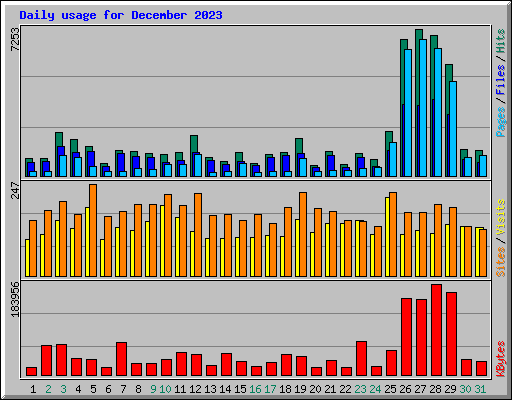 Daily usage for December 2023
7253
Pages / Files / Hits
247
Sites / Visits
183956
KBytes
1 2 3 4 5 6 7 8 9 10 11 12 13 14 15 16 17 18 19 20 21 22 23 24 25 26 27 28 29 30 31